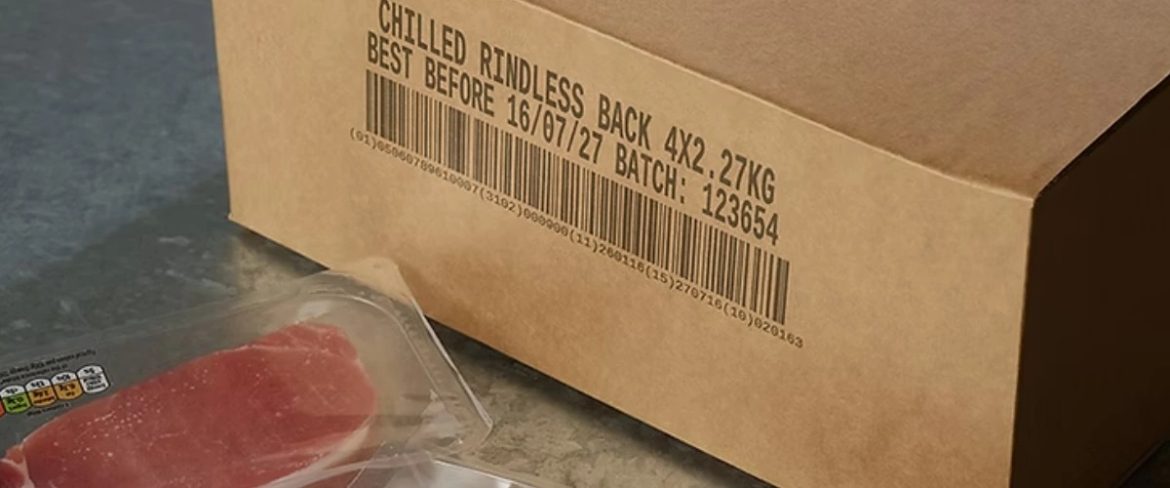 CHILLED RINDLESS BACK 4X2.27KG
BEST BEFORE 16/07/27 BATCH: 123654
(01)05060789610007(3102)000900(11)260116(15)270716(10)020163